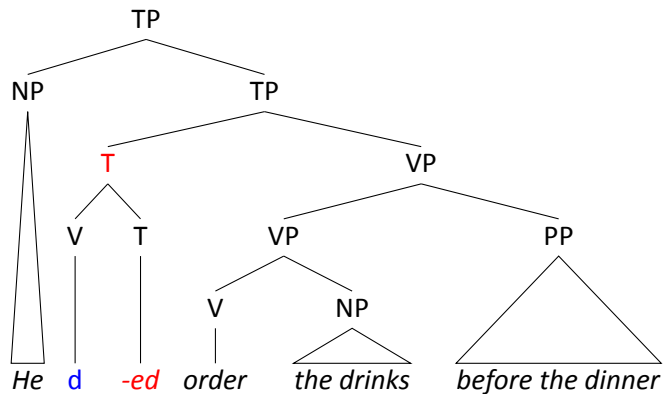 TP
NP TP
T VP
V T VP PP
V NP
He d -ed order the drinks before the dinner